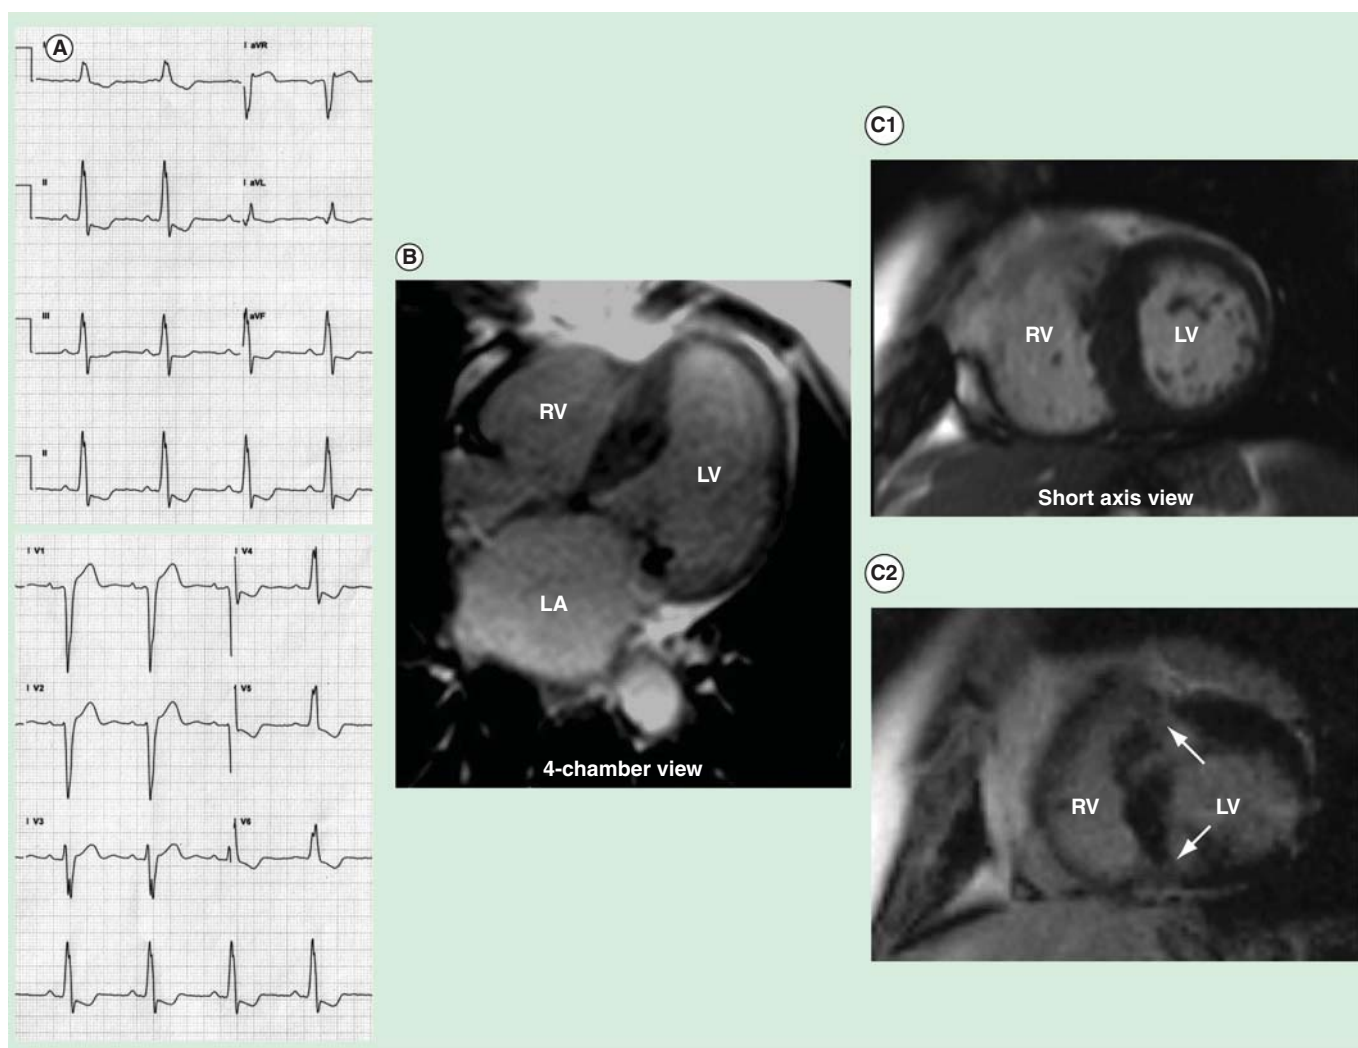 A
I aVR
II
I aVL
III
aVF
II
I V1
I V4
I V2
V5
I V3
V6
B
RV
LV
LA
4-chamber view
C1
RV
LV
Short axis view
C2
RV
LV